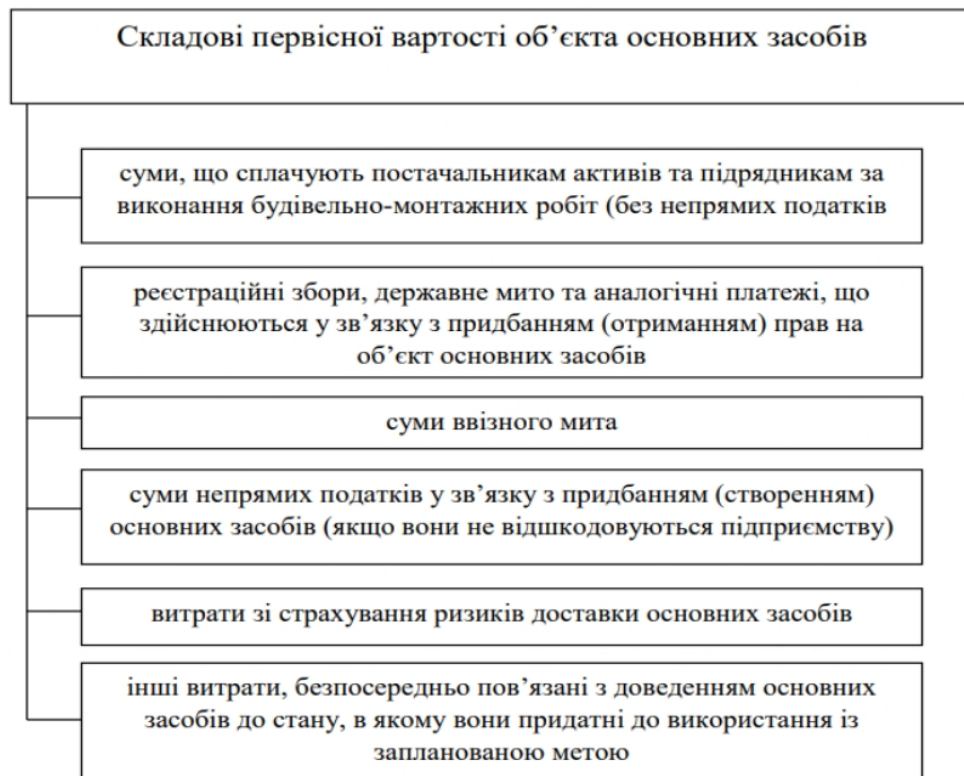 Складові первісної вартості об’єкта основних засобів
суми, що сплачують постачальникам активів та підрядникам за
виконання будівельно-монтажних робіт (без непрямих податків
реєстраційні збори, державне мито та аналогічні платежі, що
здійснюються у зв’язку з придбанням (отриманням) прав на
об’єкт основних засобів
суми ввізного мита
суми непрямих податків у зв’язку з придбанням (створенням)
основних засобів (якщо вони не відшкодовуються підприємству)
витрати зі страхування ризиків доставки основних засобів
інші витрати, безпосередньо пов’язані з доведенням основних
засобів до стану, в якому вони придатні до використання із
запланованою метою